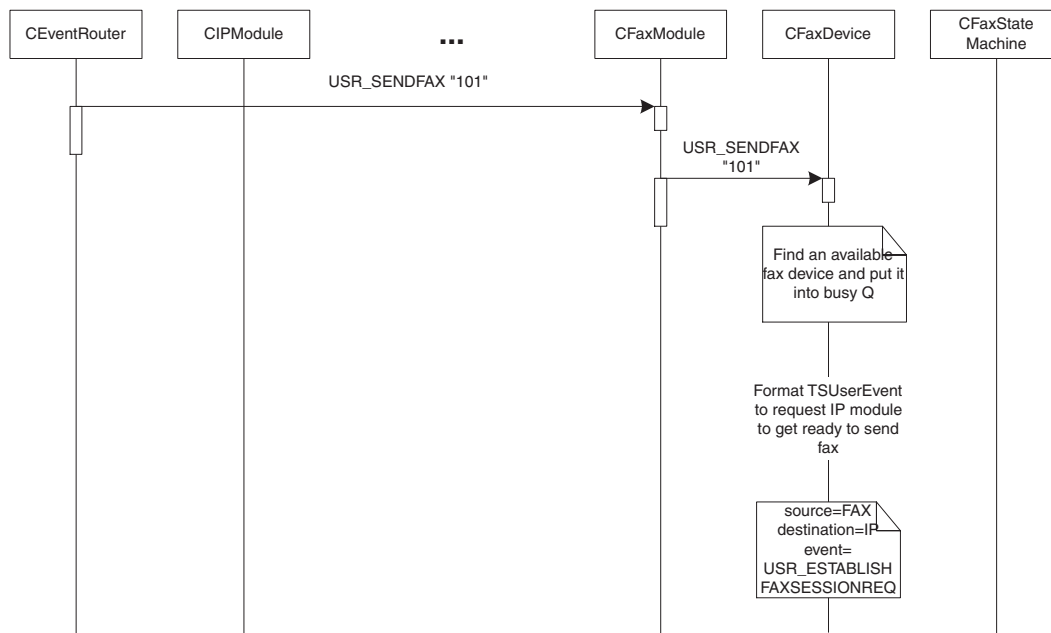 CEventRouter
CIPModule
...
CFaxModule
CFaxDevice
CFaxState
Machine
USR_SENDFAX "101"
USR_SENDFAX
"101"
Find an available
fax device and put it
into busy Q
Format TSUserEvent
to request IP module
to get ready to send
fax
source=FAX
destination=IP
event=
USR_ESTABLISH
FAXSESSIONREQ